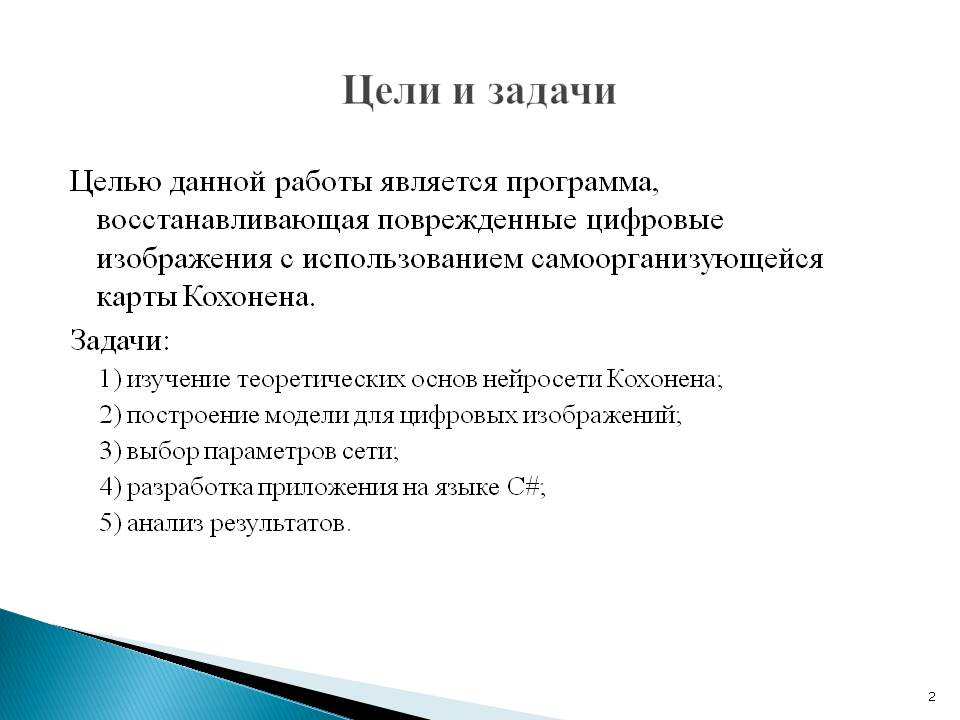 Цели и задачи
Целью данной работы является программа,
восстанавливающая поврежденные цифровые
изображения с использованием самоорганизующейся
карты Кохонена.
Задачи:
1) изучение теоретических основ нейросети Кохонена;
2) построение модели для цифровых изображений;
3) выбор параметров сети;
4) разработка приложения на языке C#;
5) анализ результатов.
2